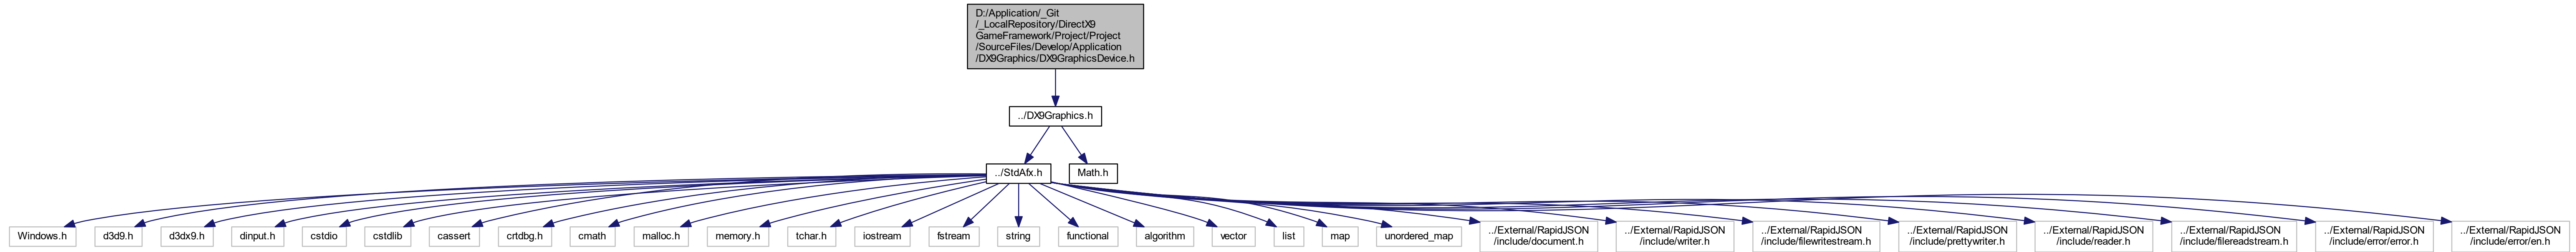 D:/Application/_Git
/_LocalRepository/DirectX9
GameFramework/Project/Project
/SourceFiles/Develop/Application
/DX9Graphics/DX9GraphicsDevice.h
../DX9Graphics.h
../StdAfx.h
Math.h
Windows.h
d3d9.h
d3dx9.h
dinput.h
cstdio
cstdlib
cassert
crtdbg.h
cmath
malloc.h
memory.h
tchar.h
iostream
fstream
string
functional
algorithm
vector
list
map
unordered_map
../External/RapidJSON
/include/document.h
../External/RapidJSON
/include/writer.h
../External/RapidJSON
/include/filewritestream.h
../External/RapidJSON
/include/prettywriter.h
../External/RapidJSON
/include/reader.h
../External/RapidJSON
/include/filereadstream.h
../External/RapidJSON
/include/error/error.h
../External/RapidJSON
/include/error/en.h